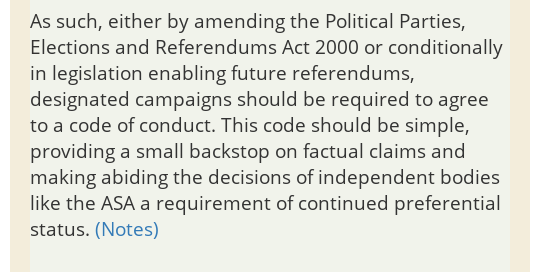 As such, either by amending the Political Parties,
Elections and Referendums Act 2000 or conditionally
in legislation enabling future referendums,
designated campaigns should be required to agree
to a code of conduct. This code should be simple,
providing a small backstop on factual claims and
making abiding the decisions of independent bodies
like the ASA a requirement of continued preferential
status. (Notes)